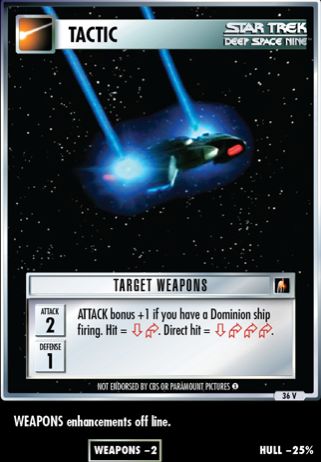 TACTIC
STAR TREK
DEEP SPACE NINE
TARGET WEAPONS
ATTACK
2
DEFENSE
1
ATTACK bonus +1 if you have a Dominion ship
firing. Hit = . Direct hit = .
NOT ENDORSED BY CBS OR PARAMOUNT PICTURES
36 V
WEAPONS enhancements off line.
WEAPONS –2
HULL –25%